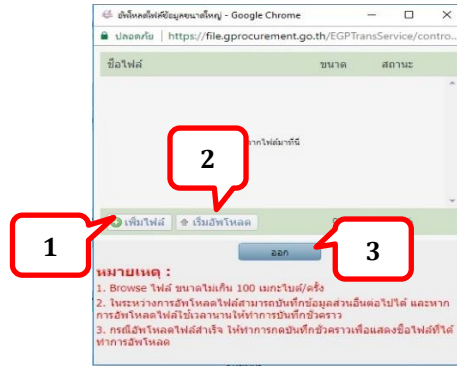 อัพโหลดไฟล์ข้อมูลขนาดใหญ่ - Google Chrome
ปลอดภัย | https://file.gprocurement.go.th/EGPTransService/contro...
ชื่อไฟล์ ขนาด สถานะ
ากไฟล์มาที่นี่
2
เพิ่มไฟล์ เริ่มอัพโหลด
1
ออก
3
หมายเหตุ :
1. Browse ไฟล์ ขนาดไม่เกิน 100 เมกะไบต์/ครั้ง
2. ในระหว่างการอัพโหลดไฟล์สามารถบันทึกข้อมูลส่วนอื่นต่อไปได้ และหาก
การอัพโหลดไฟล์ใช้เวลานานให้ทำการบันทึกชั่วคราว
3. กรณีอัพโหลดไฟล์สำเร็จ ให้ทำการกดบันทึกชั่วคราวเพื่อแสดงชื่อไฟล์ที่ได้
ทำการอัพโหลด